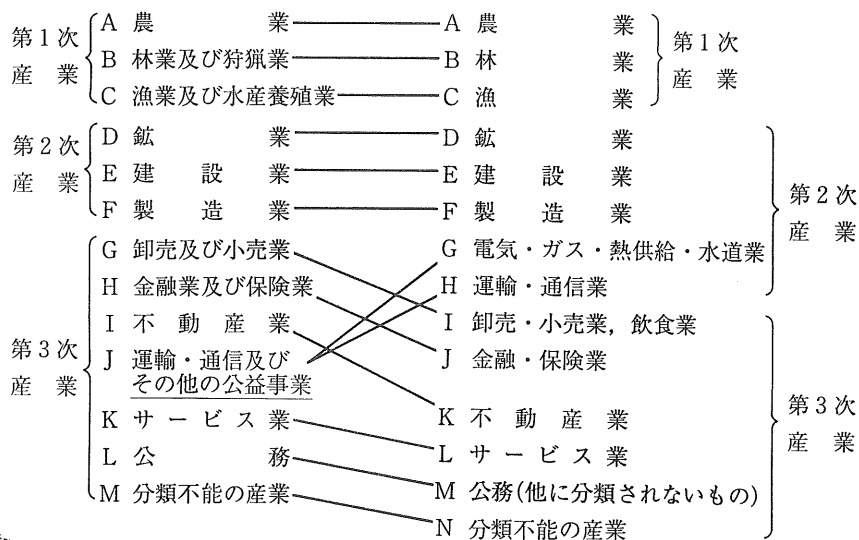 第1次
産業
A 農業
B 林業及び狩猟業
C 漁業及び水産養殖業
第2次
産業
D 鉱業
E 建設業
F 製造業
第3次
産業
G 卸売及び小売業
H 金融業及び保険業
I 不動産業
J 運輸・通信及び
その他の公益事業
K サービス業
L 公務
M 分類不能の産業
A 農業
B 林業
C 漁業
第1次
産業
D 鉱業
E 建設業
F 製造業
G 電気・ガス・熱供給・水道業
H 運輸・通信業
第2次
産業
I 卸売・小売業，飲食業
J 金融・保険業
K 不動産業
L サービス業
M 公務(他に分類されないもの)
N 分類不能の産業
第3次
産業